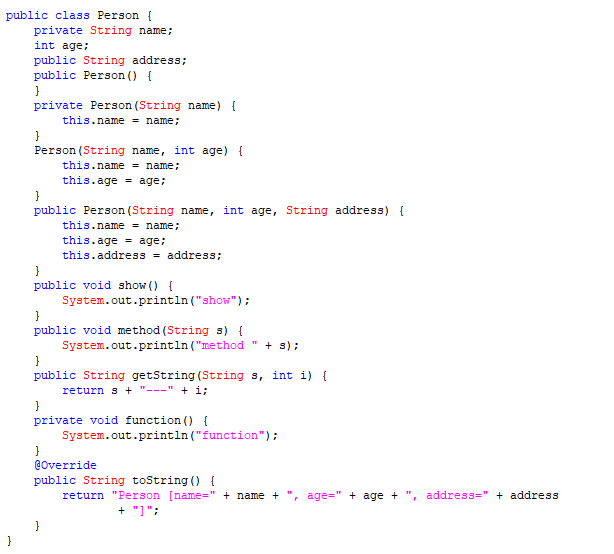 public class Person {
    private String name;
    int age;
    public String address;
    public Person() {
    }
    private Person(String name) {
        this.name = name;
    }
    Person(String name, int age) {
        this.name = name;
        this.age = age;
    }
    public Person(String name, int age, String address) {
        this.name = name;
        this.age = age;
        this.address = address;
    }
    public void show() {
        System.out.println("show");
    }
    public void method(String s) {
        System.out.println("method " + s);
    }
    public String getString(String s, int i) {
        return s + "---" + i;
    }
    private void function() {
        System.out.println("function");
    }
    @Override
    public String toString() {
        return "Person [name=" + name + ", age=" + age + ", address=" + address
                + "]";
    }
}